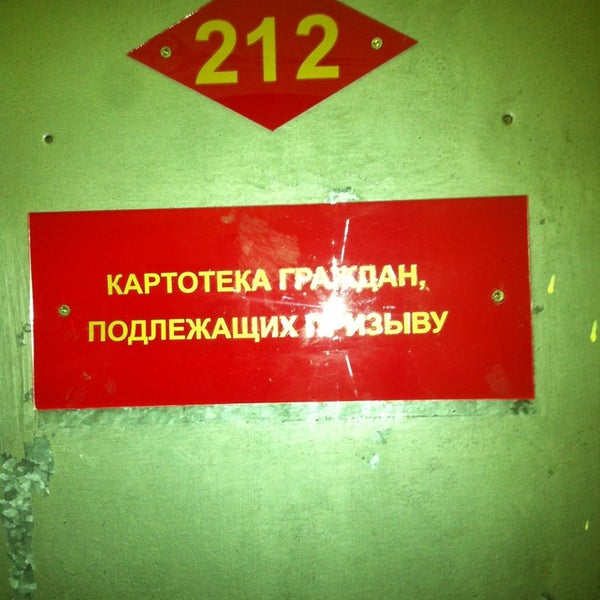 212
КАРТОТЕКА ГРАЖДАН,
ПОДЛЕЖАЩИХ ПРИЗЫВУ